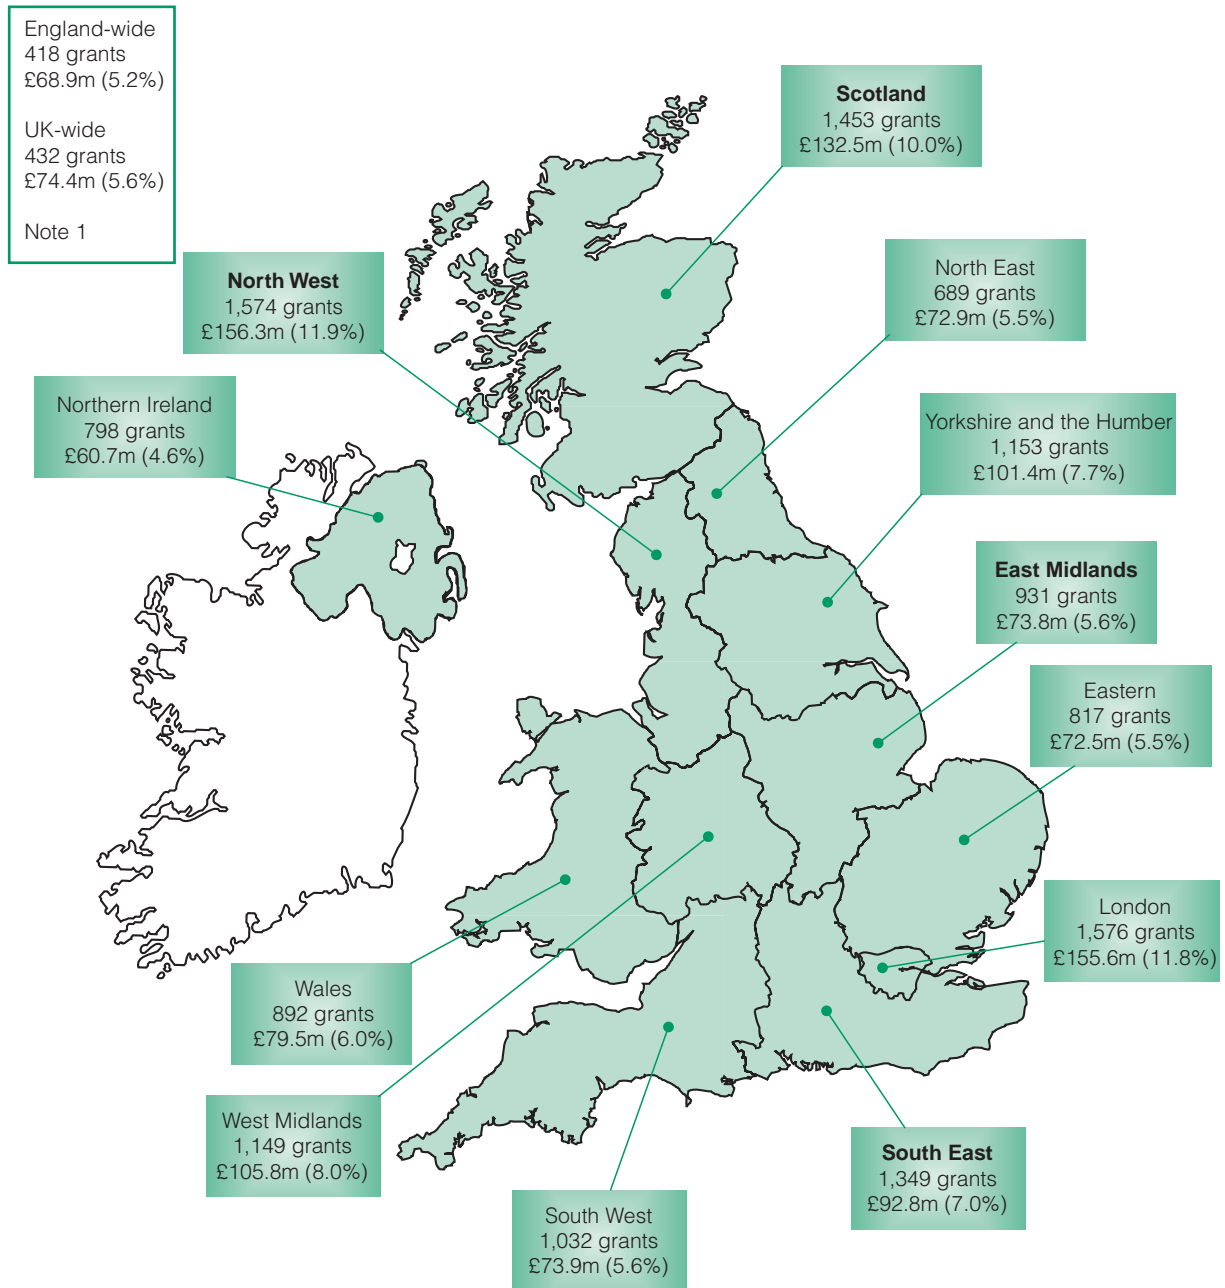 England-wide
418 grants
£68.9m (5.2%)
UK-wide
432 grants
£74.4m (5.6%)
Note 1
Scotland
1,453 grants
£132.5m (10.0%)
North West
1,574 grants
£156.3m (11.9%)
North East
689 grants
£72.9m (5.5%)
Northern Ireland
798 grants
£60.7m (4.6%)
Yorkshire and the Humber
1,153 grants
£101.4m (7.7%)
East Midlands
931 grants
£73.8m (5.6%)
Eastern
817 grants
£72.5m (5.5%)
London
1,576 grants
£155.6m (11.8%)
Wales
892 grants
£79.5m (6.0%)
West Midlands
1,149 grants
£105.8m (8.0%)
South East
1,349 grants
£92.8m (7.0%)
South West
1,032 grants
£73.9m (5.6%)